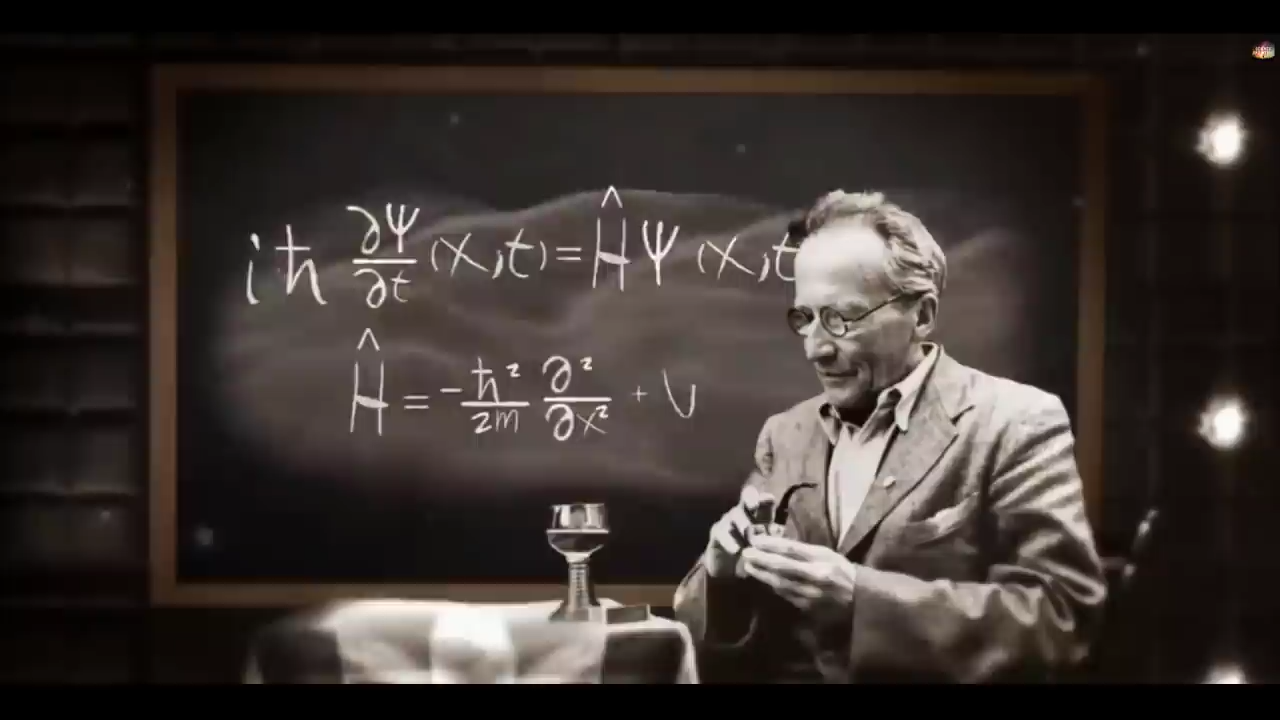 iħ ∂Ψ/∂t (x,t) = Ĥ Ψ (x,t
Ĥ = -ħ²/2m ∂²/∂x² + U